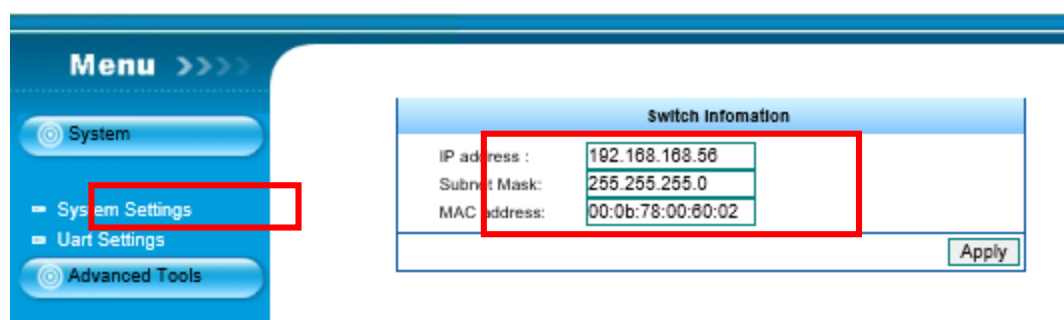 Menu >>>>
System
System Settings
Uart Settings
Advanced Tools
Switch Infomation
IP address : 192.168.168.56
Subnet Mask: 255.255.255.0
MAC address: 00:0b:78:00:60:02
Apply